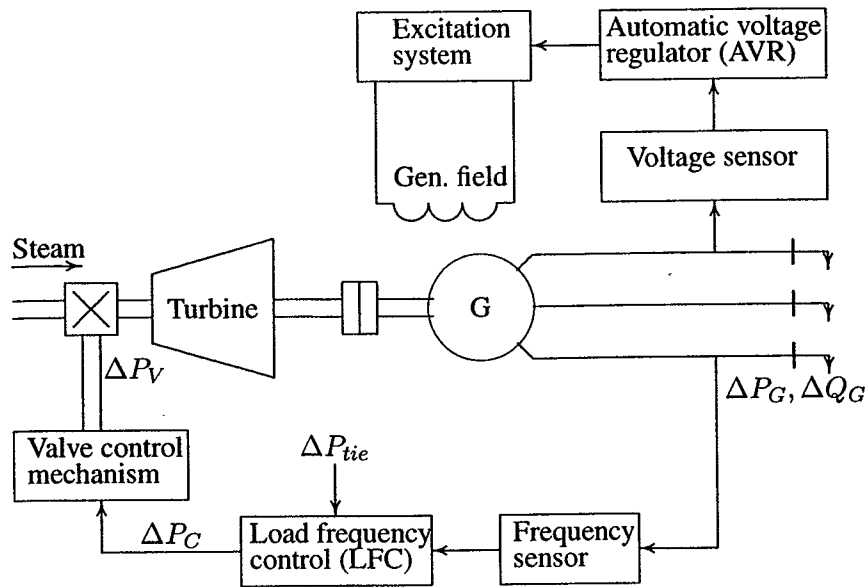 Excitation
system
Automatic voltage
regulator (AVR)
Gen. field
Voltage sensor
Steam
Turbine
G
ΔP_V
ΔP_G, ΔQ_G
Valve control
mechanism
ΔP_tie
ΔP_C
Load frequency
control (LFC)
Frequency
sensor